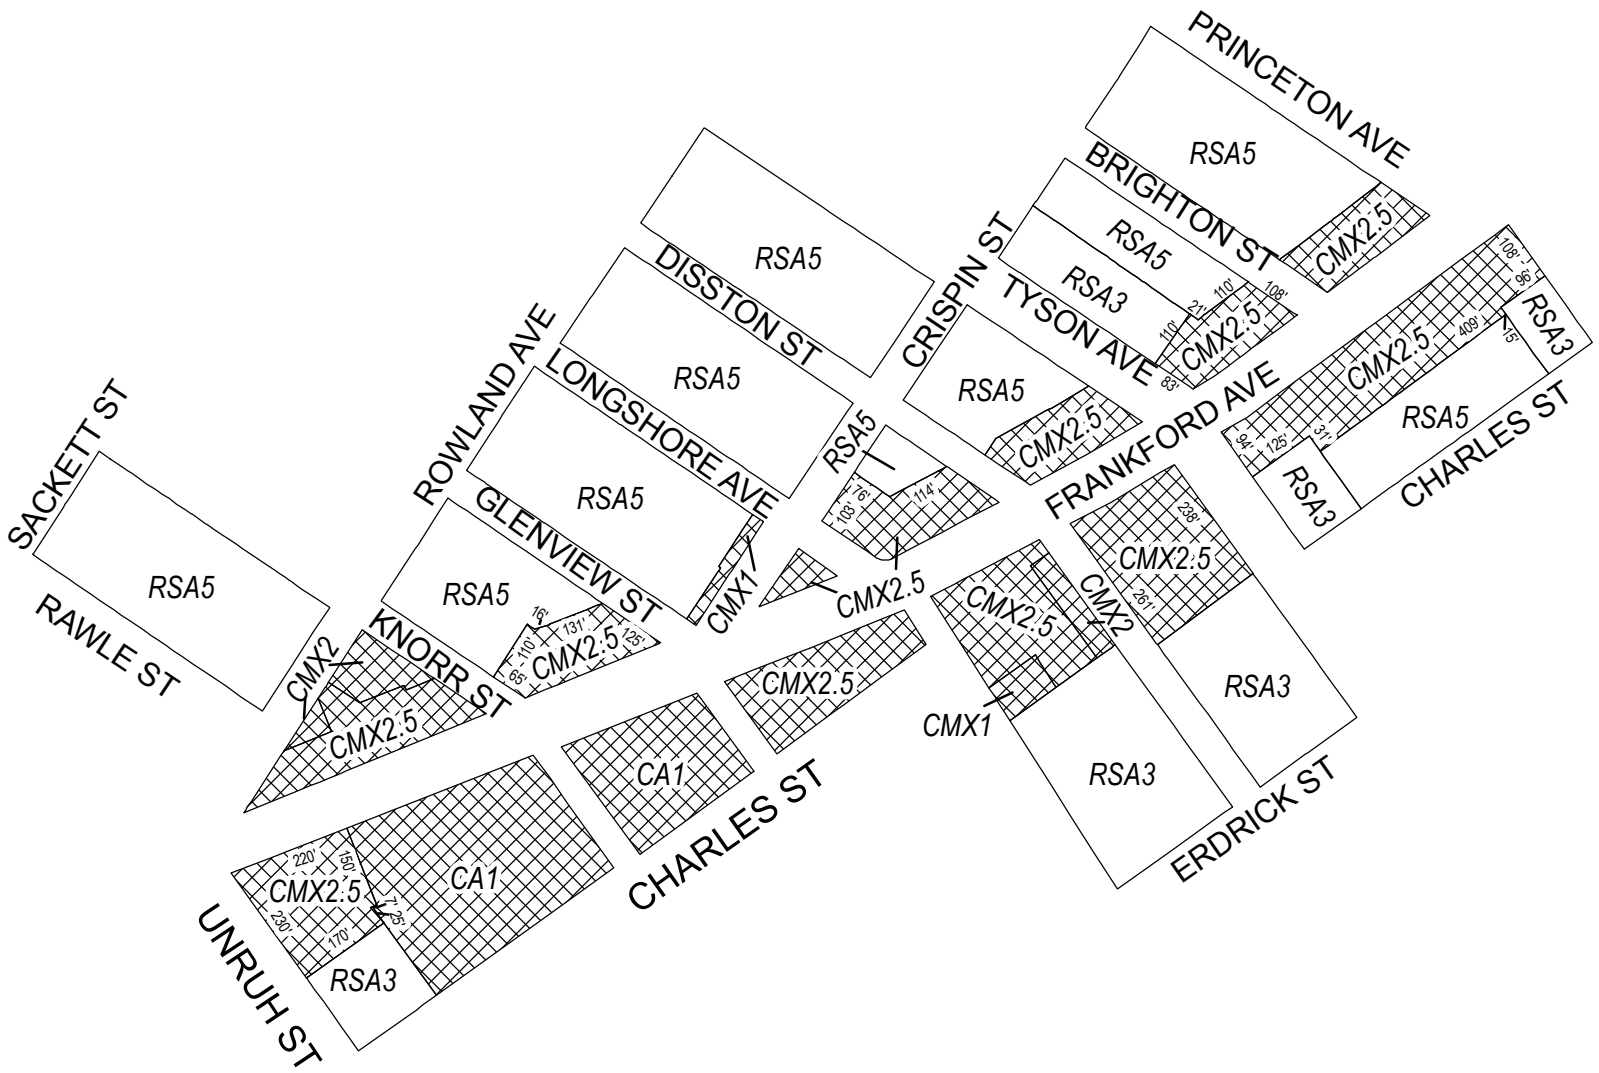 PRINCETON AVE
RSA5
BRIGHTON ST
CMX2.5
RSA5
RSA3
21'
110'
108'
110'
CMX2.5
83'
TYSON AVE
CRISPIN ST
RSA5
DISSTON ST
RSA5
CMX2.5
FRANKFORD AVE
108'
96'
RSA3
CMX2.5
409'
15'
RSA5
94'
125'
31'
RSA3
CHARLES ST
ROWLAND AVE
RSA5
LONGSHORE AVE
RSA5
76'
114'
103'
CMX2.5
RSA5
GLENVIEW ST
CMX1
238'
CMX2.5
261'
CMX2.5
CMX2
CMX1
RSA3
RSA3
ERDRICK ST
SACKETT ST
RSA5
RAWLE ST
RSA5
KNORR ST
16'
131'
125'
110'
65'
CMX2.5
CMX2
CMX2.5
CMX2.5
CA1
CHARLES ST
CA1
220'
150'
CMX2.5
7'
25'
230'
170'
RSA3
UNRUH ST